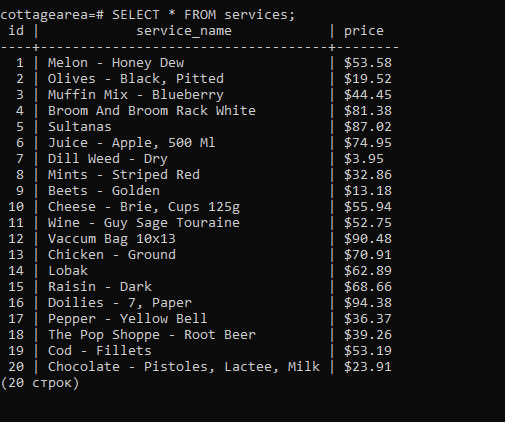 cottagearea=# SELECT * FROM services;
 id |            service_name            | price
----+------------------------------------+--------
  1 | Melon - Honey Dew                  | $53.58
  2 | Olives - Black, Pitted             | $19.52
  3 | Muffin Mix - Blueberry             | $44.45
  4 | Broom And Broom Rack White         | $81.38
  5 | Sultanas                           | $87.02
  6 | Juice - Apple, 500 Ml              | $74.95
  7 | Dill Weed - Dry                    | $3.95
  8 | Mints - Striped Red                | $32.86
  9 | Beets - Golden                     | $13.18
 10 | Cheese - Brie, Cups 125g           | $55.94
 11 | Wine - Guy Sage Touraine           | $52.75
 12 | Vaccum Bag 10x13                   | $90.48
 13 | Chicken - Ground                   | $70.91
 14 | Lobak                              | $62.89
 15 | Raisin - Dark                      | $68.66
 16 | Doilies - 7, Paper                 | $94.38
 17 | Pepper - Yellow Bell               | $36.37
 18 | The Pop Shoppe - Root Beer         | $39.26
 19 | Cod - Fillets                      | $53.19
 20 | Chocolate - Pistoles, Lactee, Milk | $23.91
(20 строк)